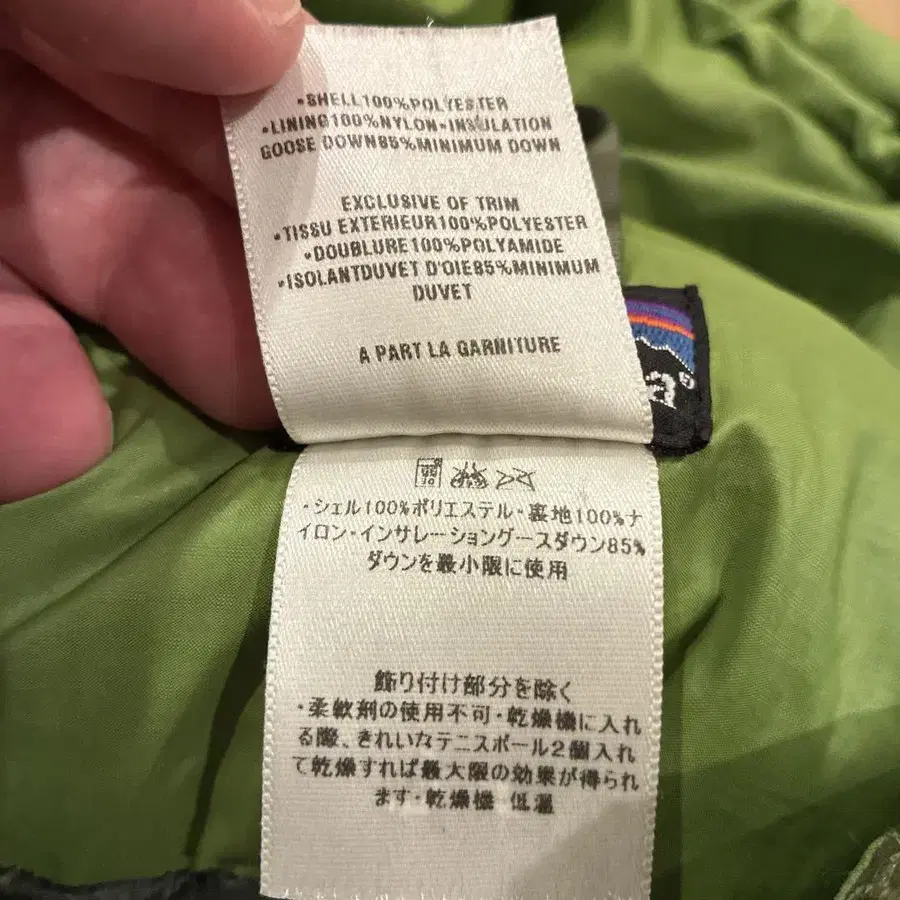 •SHELL100%POLYESTER
•LINING100%NYLON•INSULATION
GOOSE DOWN85%MINIMUM DOWN
EXCLUSIVE OF TRIM
•TISSU EXTERIEUR100%POLYESTER
•DOUBLURE100%POLYAMIDE
•ISOLANTDUVET D'OIE85%MINIMUM
DUVET
A PART LA GARNITURE
a®
・シェル100%ポリエステル・裏地100%ナ
イロン・インサレーショングースダウン85%
ダウンを最小限に使用
飾り付け部分を除く
・柔軟剤の使用不可・乾燥機に入れ
る際、きれいなテニスボール2個入れ
て乾燥すれば最大限の効果が得られ
ます・乾燥機 低温